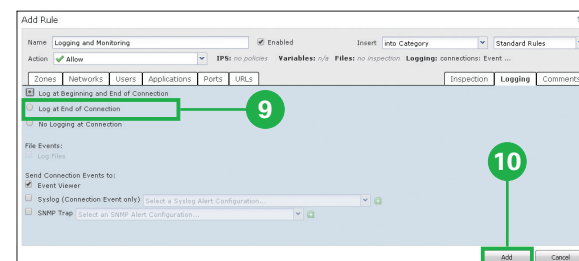 Add Rule
Name Logging and Monitoring Enabled Insert into Category Standard Rules
Action Allow IPS: no policies Variables: n/a Files: no inspection Logging: connections: Event ...
Zones Networks Users Applications Ports URLs Inspection Logging Comments
Log at Beginning and End of Connection
Log at End of Connection
9
No Logging at Connection
File Events:
Log Files
10
Send Connection Events to:
Event Viewer
Syslog (Connection Event only) Select a Syslog Alert Configuration...
SNMP Trap Select an SNMP Alert Configuration...
Add Cancel